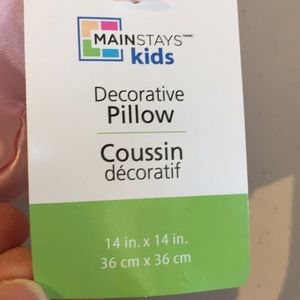 MAINSTAYS™
kids
Decorative
Pillow
Coussin
décoratif
14 in. x 14 in.
36 cm x 36 cm